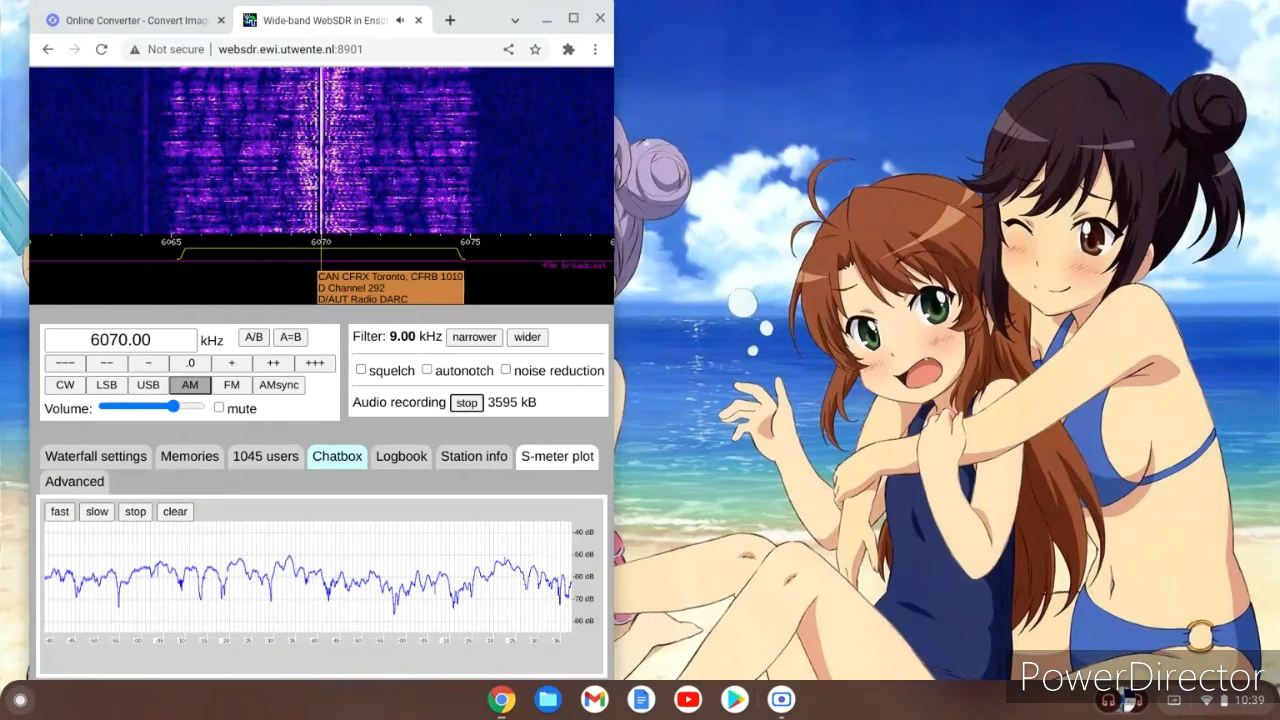 Online Converter - Convert Imag
Wide-band WebSDR in Ensc
Not secure
websdr.ewi.utwente.nl:8901
6065
6070
6075
49m broadcast
CAN CFRX Toronto, CFRB 1010
D Channel 292
D/AUT Radio DARC
6070.00
kHz
A/B
A=B
---
--
-
.0
+
++
+++
CW
LSB
USB
AM
FM
AMsync
Volume:
mute
Filter: 9.00 kHz
narrower
wider
squelch
autonotch
noise reduction
Audio recording
stop
3595 kB
Waterfall settings
Memories
1045 users
Chatbox
Logbook
Station info
S-meter plot
Advanced
fast
slow
stop
clear
-40 dB
-50 dB
-60 dB
-70 dB
-80 dB
PowerDirector
10:39